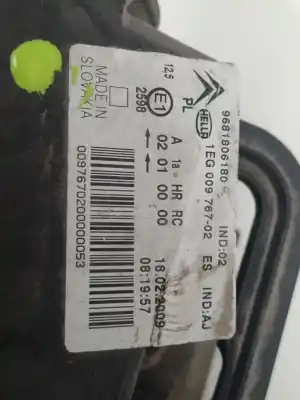 9681806180 IND:02
HELLA 1EG 009 767-02 ES IND:AJ
PL
12,5 E1 A 1a HR RC 18.02.2009
2598 02 01 00 00 08:19:57
MADE IN
SLOVAKIA
00976702000000053